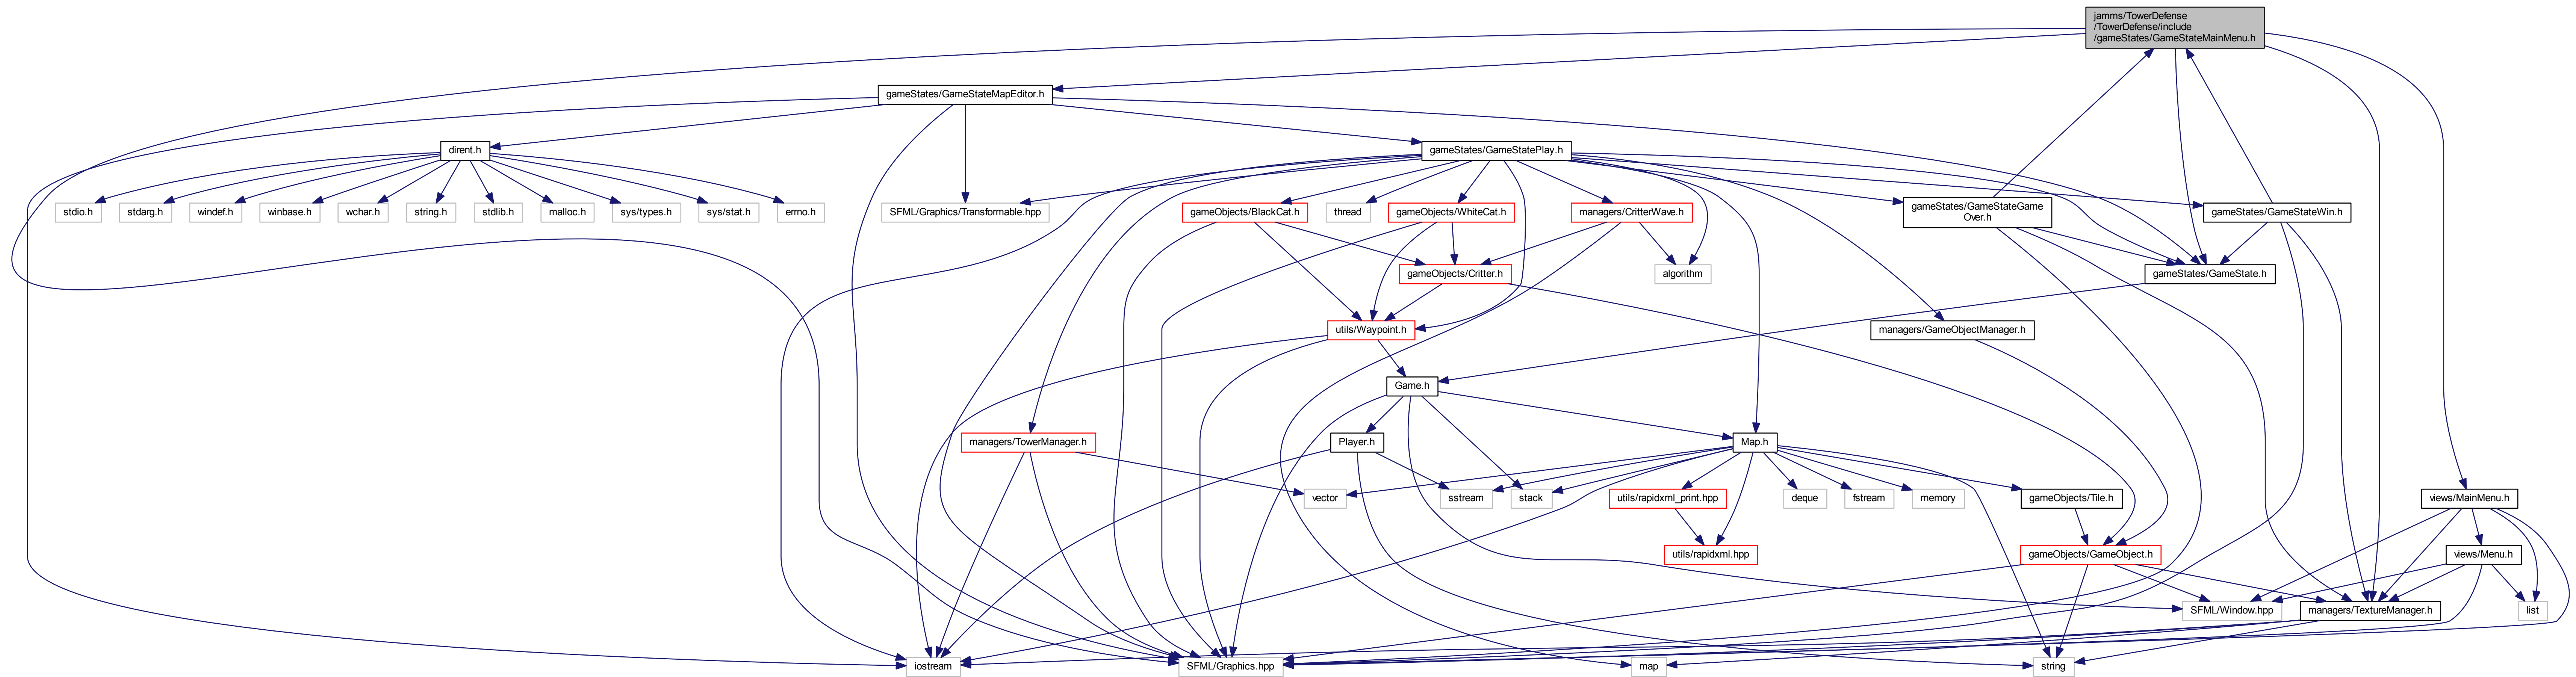 jamms/TowerDefense
/TowerDefense/include
/gameStates/GameStateMainMenu.h
gameStates/GameStateMapEditor.h
dirent.h
gameStates/GameStatePlay.h
stdio.h
stdarg.h
windef.h
winbase.h
wchar.h
string.h
stdlib.h
malloc.h
sys/types.h
sys/stat.h
errno.h
SFML/Graphics/Transformable.hpp
gameObjects/BlackCat.h
thread
gameObjects/WhiteCat.h
managers/CritterWave.h
gameStates/GameStateGame
Over.h
gameStates/GameStateWin.h
gameObjects/Critter.h
algorithm
gameStates/GameState.h
utils/Waypoint.h
managers/GameObjectManager.h
Game.h
managers/TowerManager.h
Player.h
Map.h
vector
sstream
stack
utils/rapidxml_print.hpp
deque
fstream
memory
gameObjects/Tile.h
views/MainMenu.h
utils/rapidxml.hpp
gameObjects/GameObject.h
views/Menu.h
SFML/Window.hpp
managers/TextureManager.h
list
iostream
SFML/Graphics.hpp
map
string